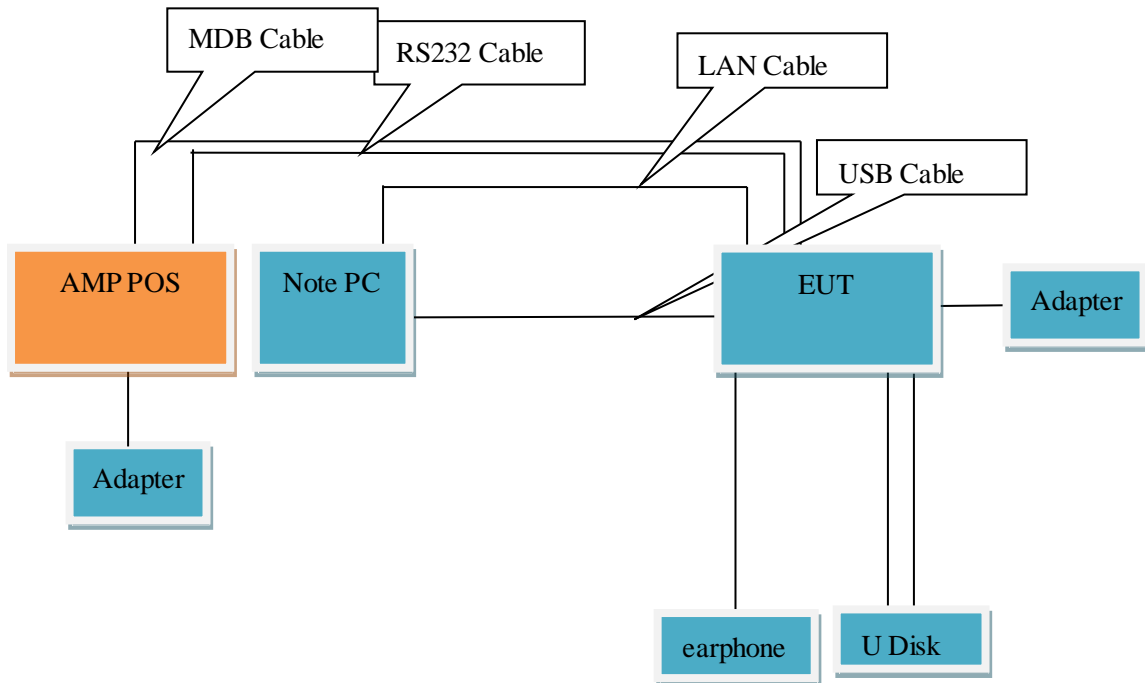 MDB Cable
RS232 Cable
LAN Cable
USB Cable
AMP POS
Note PC
EUT
Adapter
Adapter
earphone
U Disk